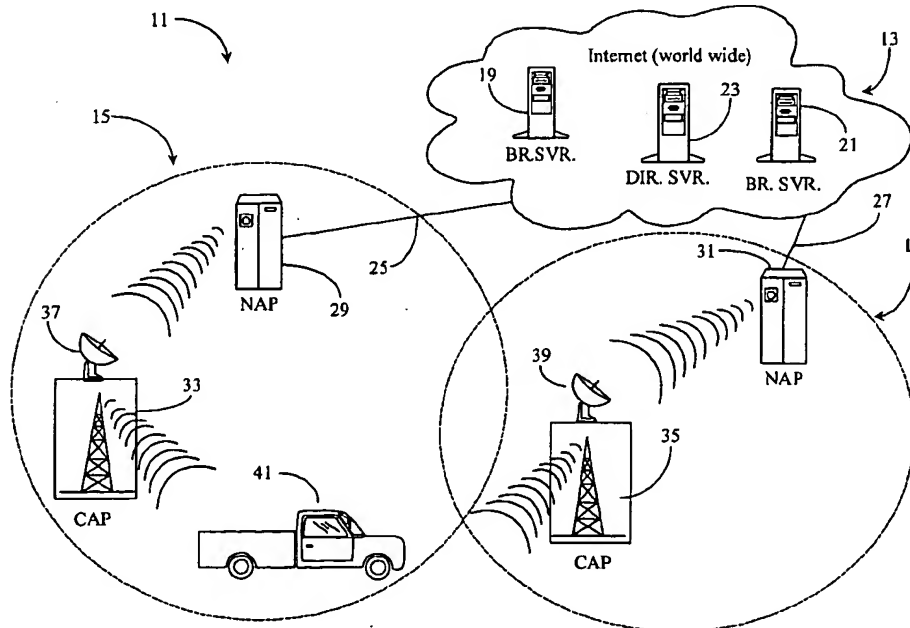 11
Internet (world wide)
13
19
23
21
15
BR.SVR.
DIR. SVR.
BR. SVR.
27
25
31
29
NAP
37
NAP
39
33
35
41
CAP
CAP